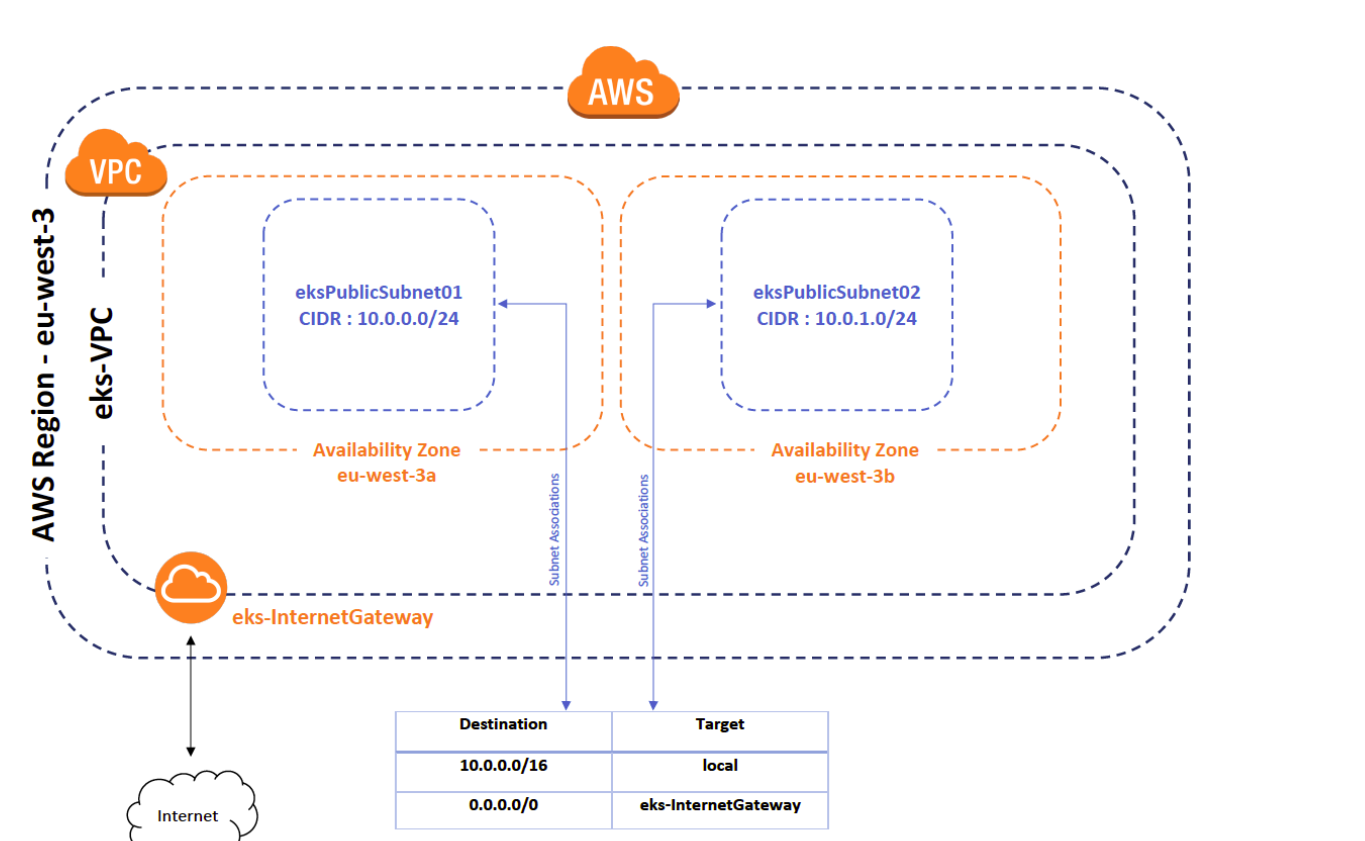 AWS
VPC
AWS Region - eu-west-3
eks-VPC
eksPublicSubnet01
CIDR : 10.0.0.0/24
eksPublicSubnet02
CIDR : 10.0.1.0/24
Availability Zone
eu-west-3a
Availability Zone
eu-west-3b
Subnet Associations
Subnet Associations
eks-InternetGateway
Destination Target
10.0.0.0/16 local
0.0.0.0/0 eks-InternetGateway
Internet